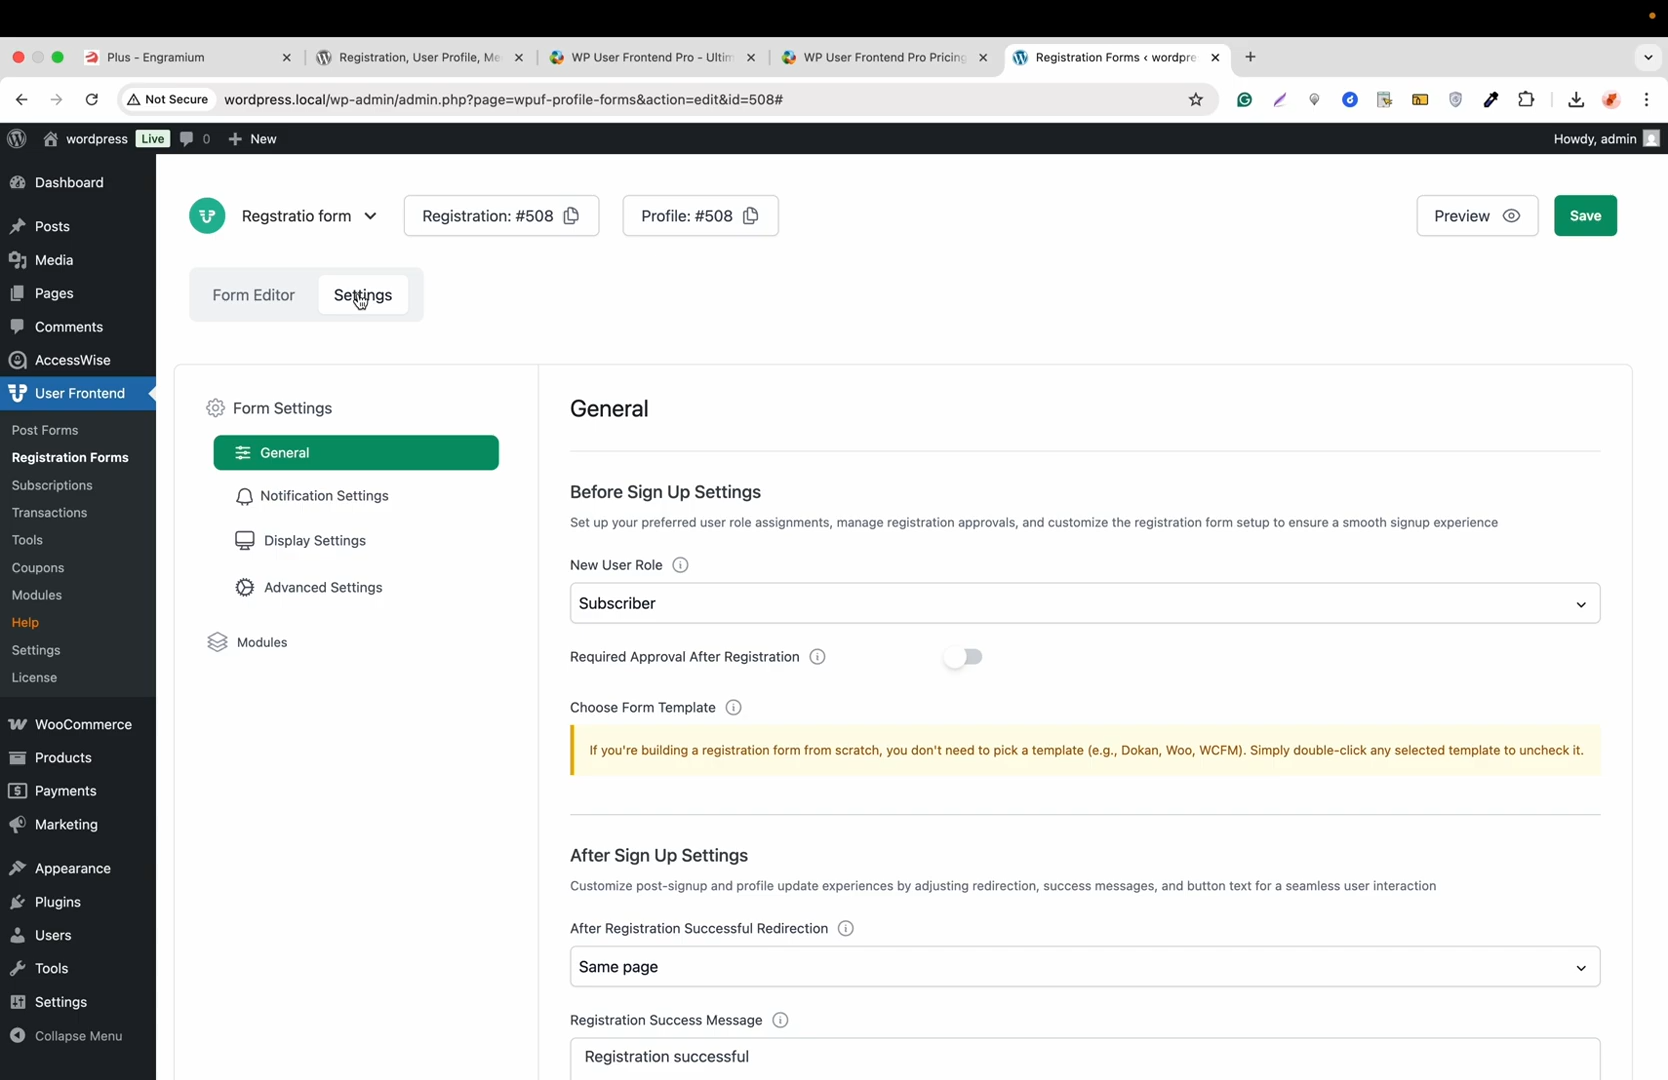 Plus - Engramium
Registration, User Profile, Me
WP User Frontend Pro - Ultim
WP User Frontend Pro Pricing
Registration Forms ‹ wordpre
Not Secure
wordpress.local/wp-admin/admin.php?page=wpuf-profile-forms&action=edit&id=508#
wordpress
Live
0
New
Howdy, admin
Dashboard
Posts
Media
Pages
Comments
AccessWise
User Frontend
Post Forms
Registration Forms
Subscriptions
Transactions
Tools
Coupons
Modules
Help
Settings
License
WooCommerce
Products
Payments
Marketing
Appearance
Plugins
Users
Tools
Settings
Collapse Menu
Regstratio form
Registration: #508
Profile: #508
Preview
Save
Form Editor
Settings
Form Settings
General
Notification Settings
Display Settings
Advanced Settings
Modules
General
Before Sign Up Settings
Set up your preferred user role assignments, manage registration approvals, and customize the registration form setup to ensure a smooth signup experience
New User Role
Subscriber
Required Approval After Registration
Choose Form Template
If you're building a registration form from scratch, you don't need to pick a template (e.g., Dokan, Woo, WCFM). Simply double-click any selected template to uncheck it.
After Sign Up Settings
Customize post-signup and profile update experiences by adjusting redirection, success messages, and button text for a seamless user interaction
After Registration Successful Redirection
Same page
Registration Success Message
Registration successful